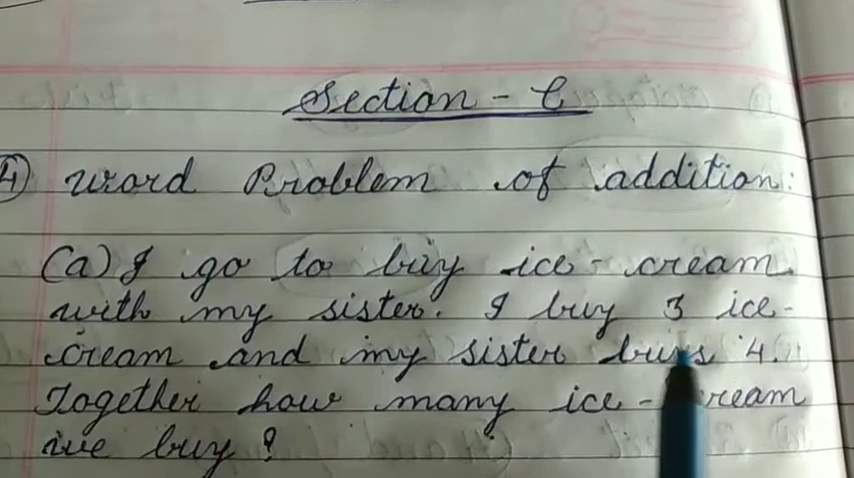 Section - C
4) Word Problem of addition:
(a) I go to buy ice-cream
with my sister. I buy 3 ice-
cream and my sister buys 4.
Together how many ice-cream
we buy?